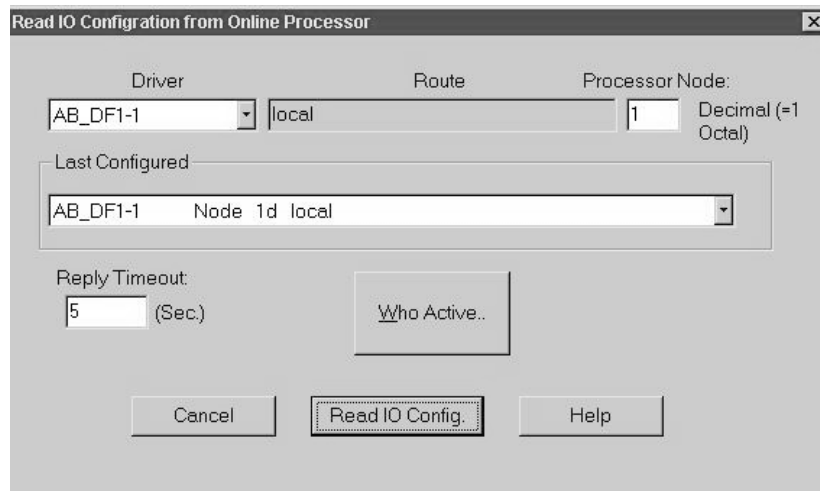 Read IO Configration from Online Processor
Driver Route Processor Node:
AB_DF1-1 local 1 Decimal (=1
Octal)
Last Configured
AB_DF1-1 Node 1d local
Reply Timeout:
5 (Sec.) Who Active..
Cancel Read IO Config. Help